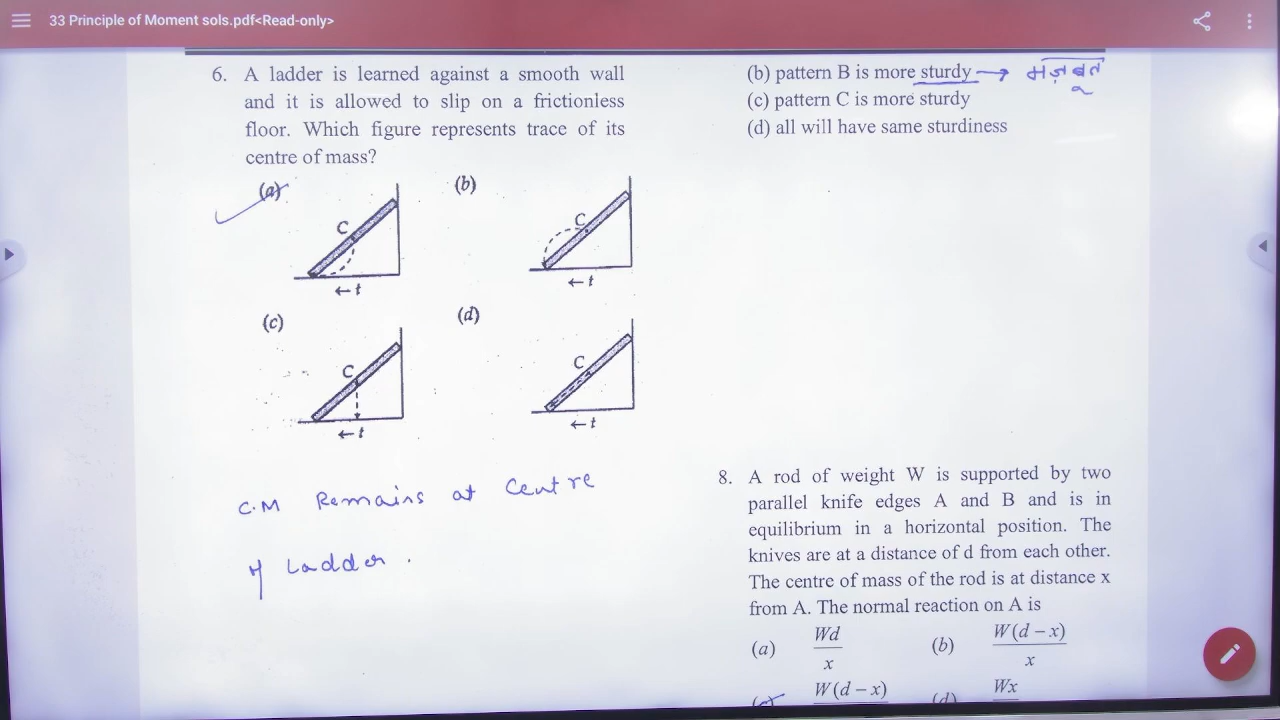 33 Principle of Moment sols.pdf<Read-only>
6. A ladder is learned against a smooth wall
and it is allowed to slip on a frictionless
floor. Which figure represents trace of its
centre of mass?
(a)
(b)
C
C
←t
←t
(c)
(d)
C
C
←t
←t
C.M Remains at Centre
of Ladder .
(b) pattern B is more sturdy → मज़बूत
(c) pattern C is more sturdy
(d) all will have same sturdiness
8. A rod of weight W is supported by two
parallel knife edges A and B and is in
equilibrium in a horizontal position. The
knives are at a distance of d from each other.
The centre of mass of the rod is at distance x
from A. The normal reaction on A is
(a) Wd/x (b) W(d – x)/x
W(d – x) (d) Wx